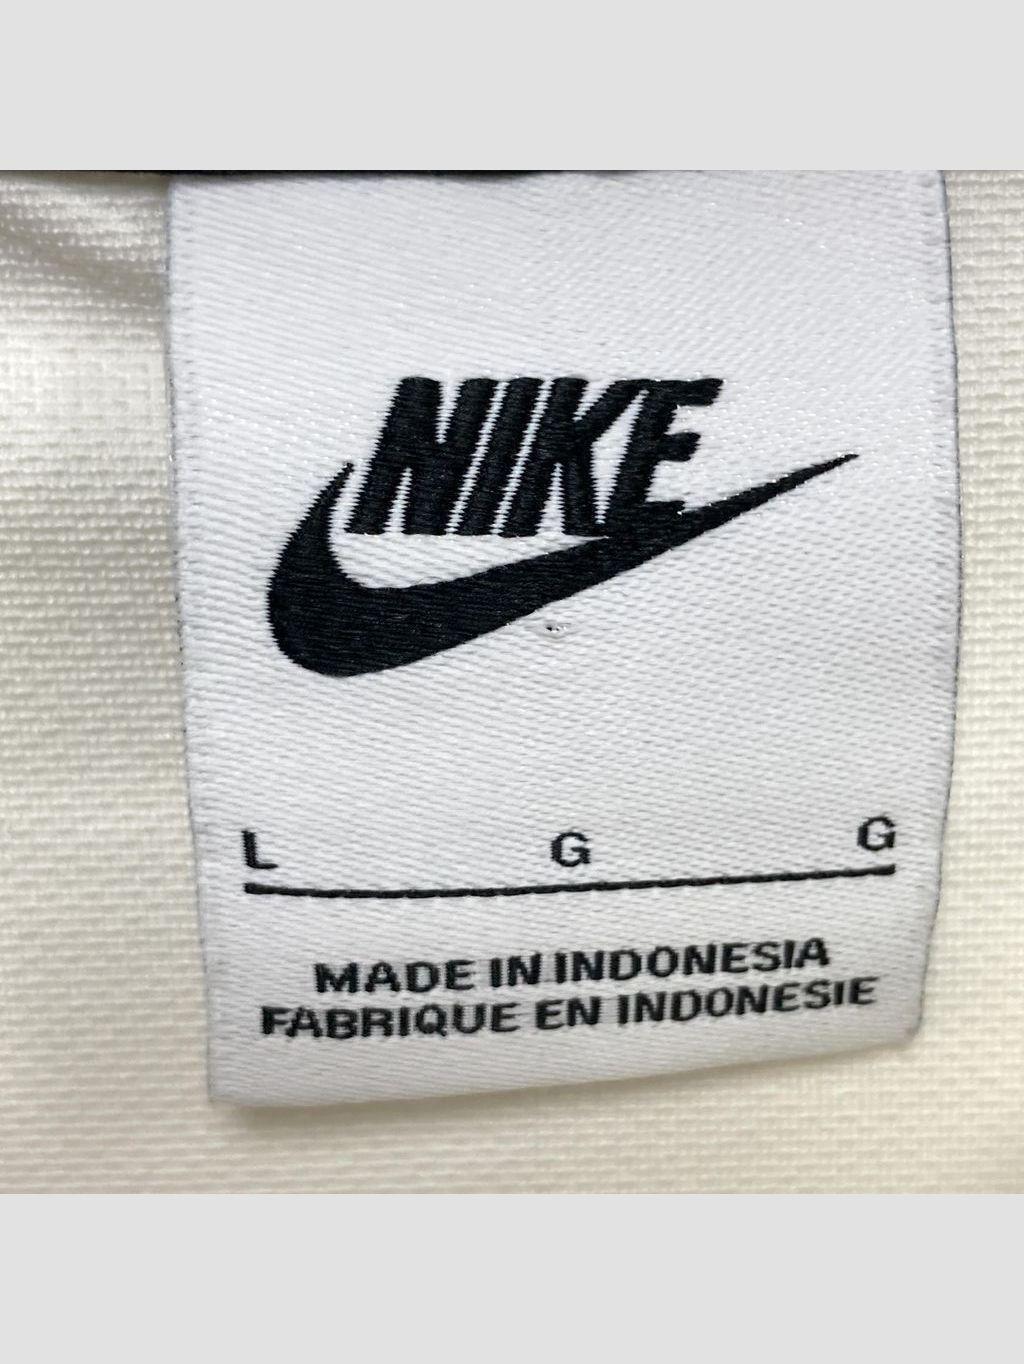 NIKE
L G G
MADE IN INDONESIA
FABRIQUE EN INDONESIE